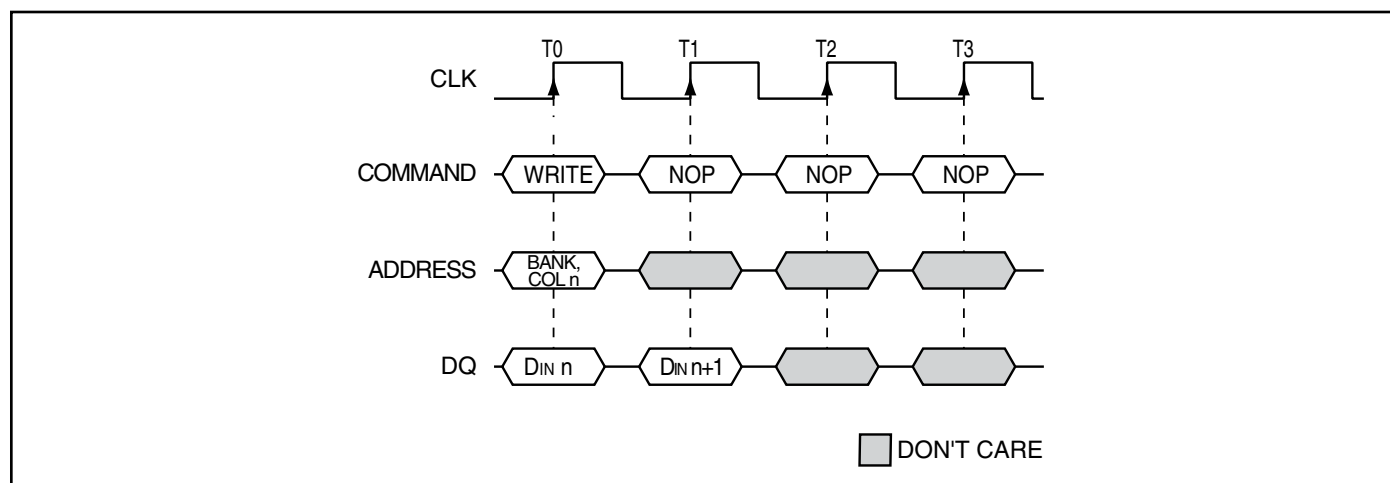 T0 T1 T2 T3
CLK
COMMAND WRITE NOP NOP NOP
ADDRESS BANK,
COL n
DQ DIN n DIN n+1
DON'T CARE